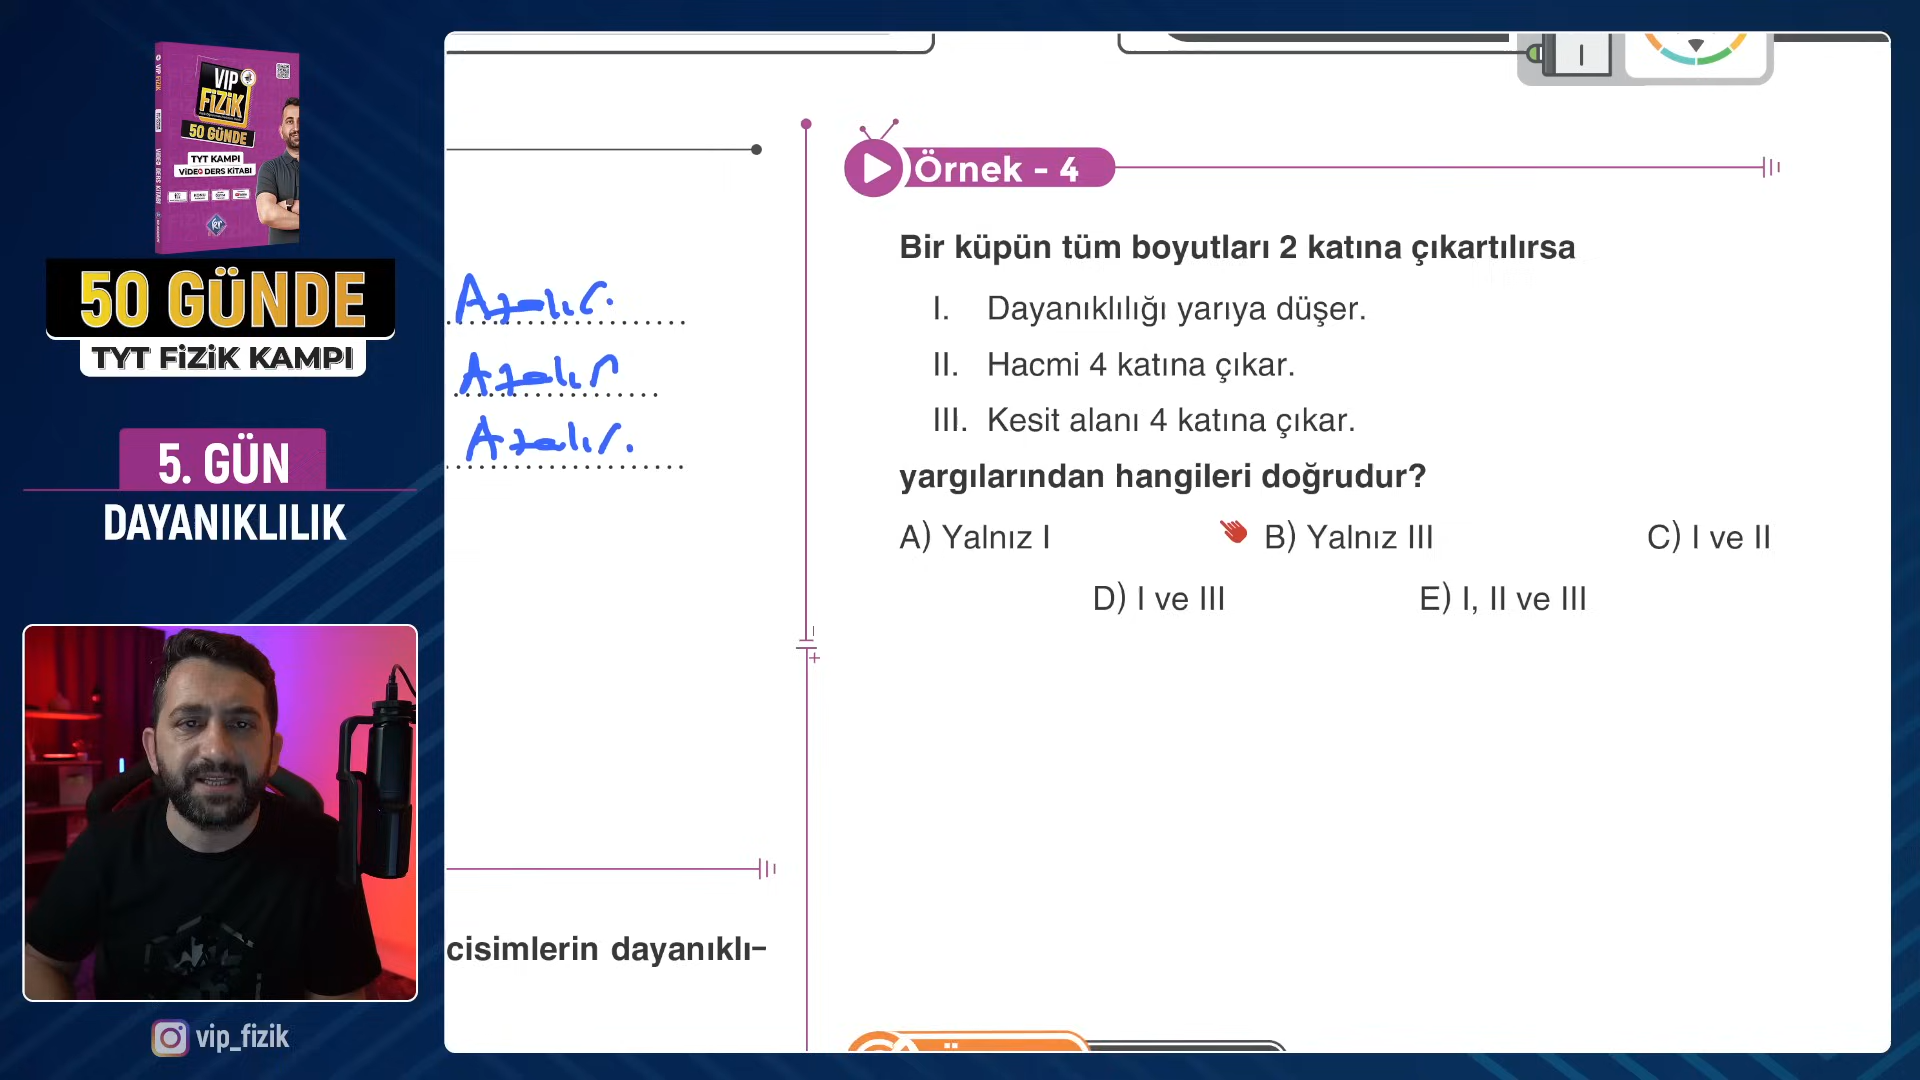 VIP
FİZİK
50 GÜNDE
TYT KAMPI
VİDEO DERS KİTABI
50 GÜNDE
TYT FİZİK KAMPI
5. GÜN
DAYANIKLILIK
vip_fizik
Azalır.
Azalır
Azalır.
cisimlerin dayanıklı-
Örnek - 4
Bir küpün tüm boyutları 2 katına çıkartılırsa
I. Dayanıklılığı yarıya düşer.
II. Hacmi 4 katına çıkar.
III. Kesit alanı 4 katına çıkar.
yargılarından hangileri doğrudur?
A) Yalnız I B) Yalnız III C) I ve II
D) I ve III E) I, II ve III